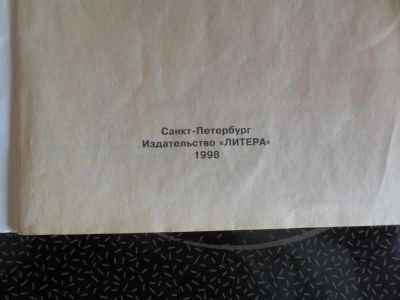 Санкт-Петербург
Издательство «ЛИТЕРА»
1998